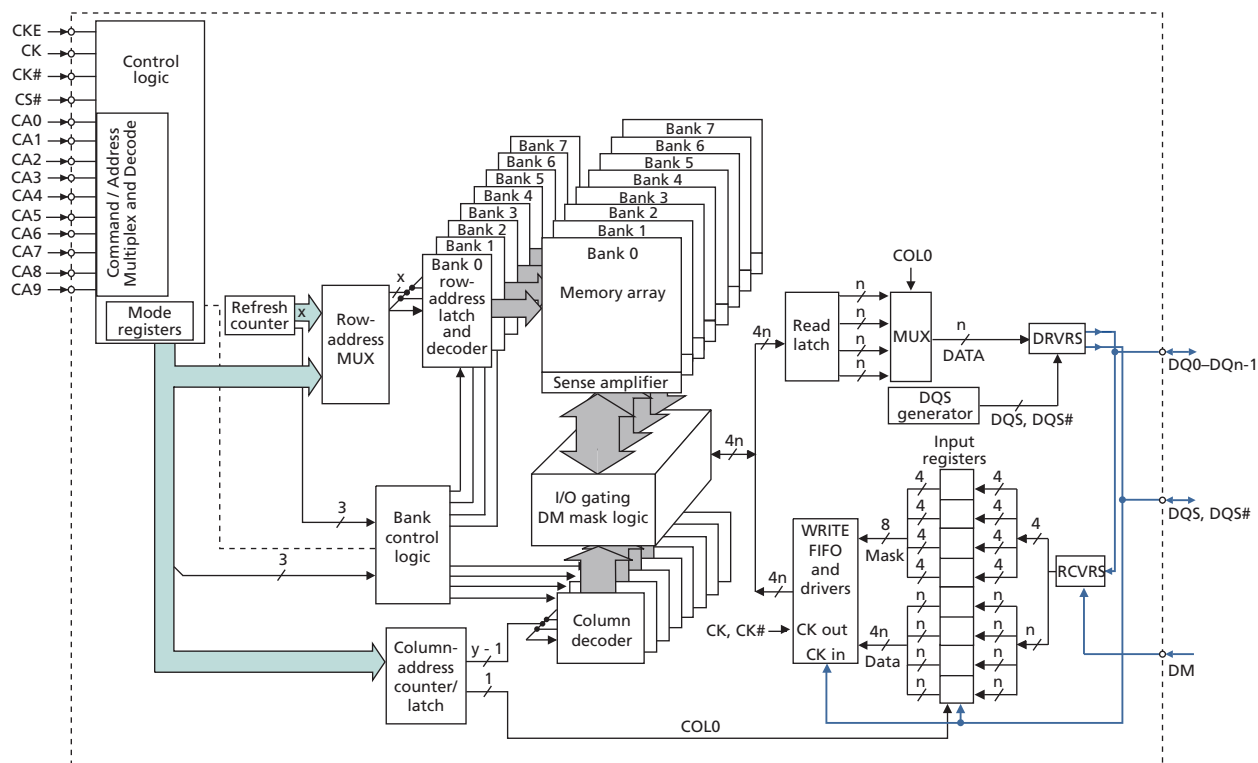 CKE
CK
CK#
CS#
CA0
CA1
CA2
CA3
CA4
CA5
CA6
CA7
CA8
CA9
Control
logic
Command / Address
Multiplex and Decode
Mode
registers
Refresh
counter
x
Row-
address
MUX
x
Bank 7
Bank 6
Bank 5
Bank 4
Bank 3
Bank 2
Bank 1
Bank 0
row-
address
latch
and
decoder
Bank 7
Bank 6
Bank 5
Bank 4
Bank 3
Bank 2
Bank 1
Bank 0
Memory array
Sense amplifier
3
3
Bank
control
logic
I/O gating
DM mask logic
Column
decoder
Column-
address
counter/
latch
y - 1
1
COL0
4n
4n
4n
Read
latch
n
n
n
n
COL0
MUX
n
DATA
DRVRS
DQS
generator
DQS, DQS#
DQ0–DQn-1
DQS, DQS#
DM
Input
registers
WRITE
FIFO
and
drivers
CK out
CK in
CK, CK#
8
Mask
4n
Data
4
4
4
4
n
n
n
n
4
4
4
4
n
n
n
n
4
n
RCVRS